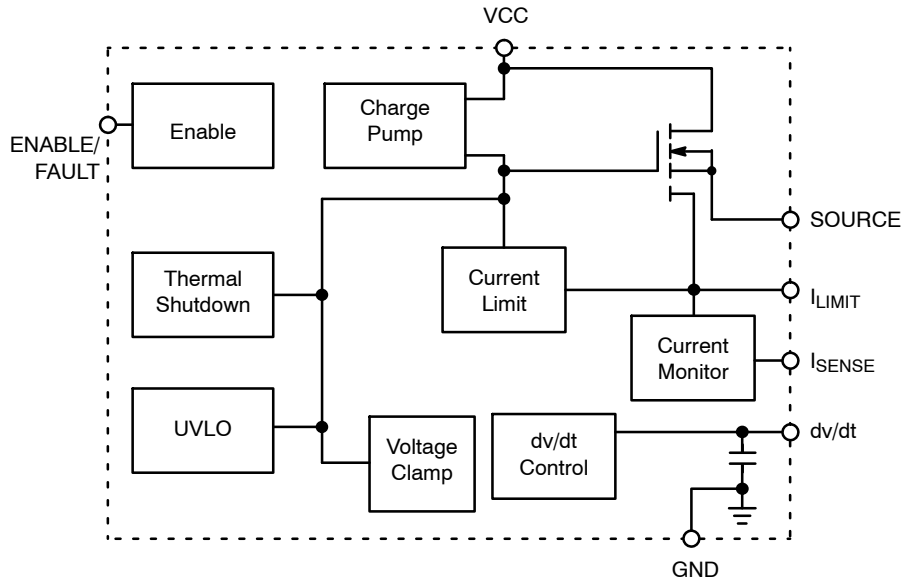 VCC
ENABLE/
FAULT
Enable
Charge
Pump
SOURCE
Thermal
Shutdown
Current
Limit
ILIMIT
Current
Monitor
ISENSE
UVLO
Voltage
Clamp
dv/dt
Control
dv/dt
GND